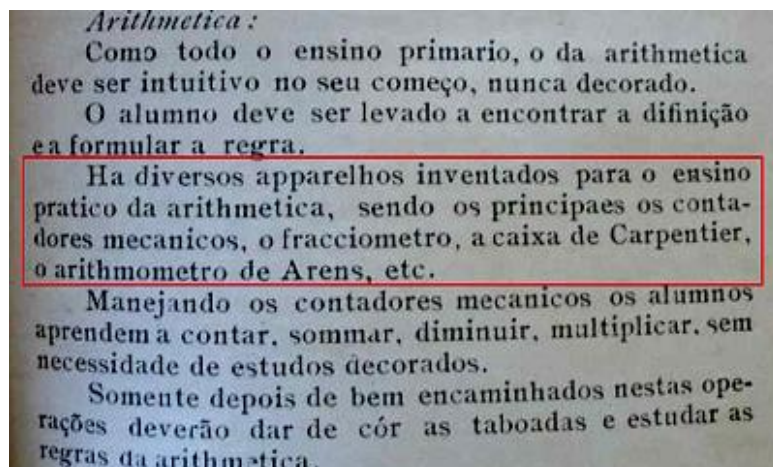 Arithmetica :
Como todo o ensino primario, o da arithmetica
deve ser intuitivo no seu começo, nunca decorado.
O alumno deve ser levado a encontrar a difinição
e a formular a regra.
Ha diversos apparelhos inventados para o ensino
pratico da arithmetica, sendo os principaes os conta-
dores mecanicos, o fracciometro, a caixa de Carpentier,
o arithmometro de Arens, etc.
Manejando os contadores mecanicos os alumnos
aprendem a contar, sommar, diminuir, multiplicar, sem
necessidade de estudos decorados.
Somente depois de bem encaminhados nestas ope-
rações deverão dar de cór as taboadas e estudar as
regras da arithmetica.